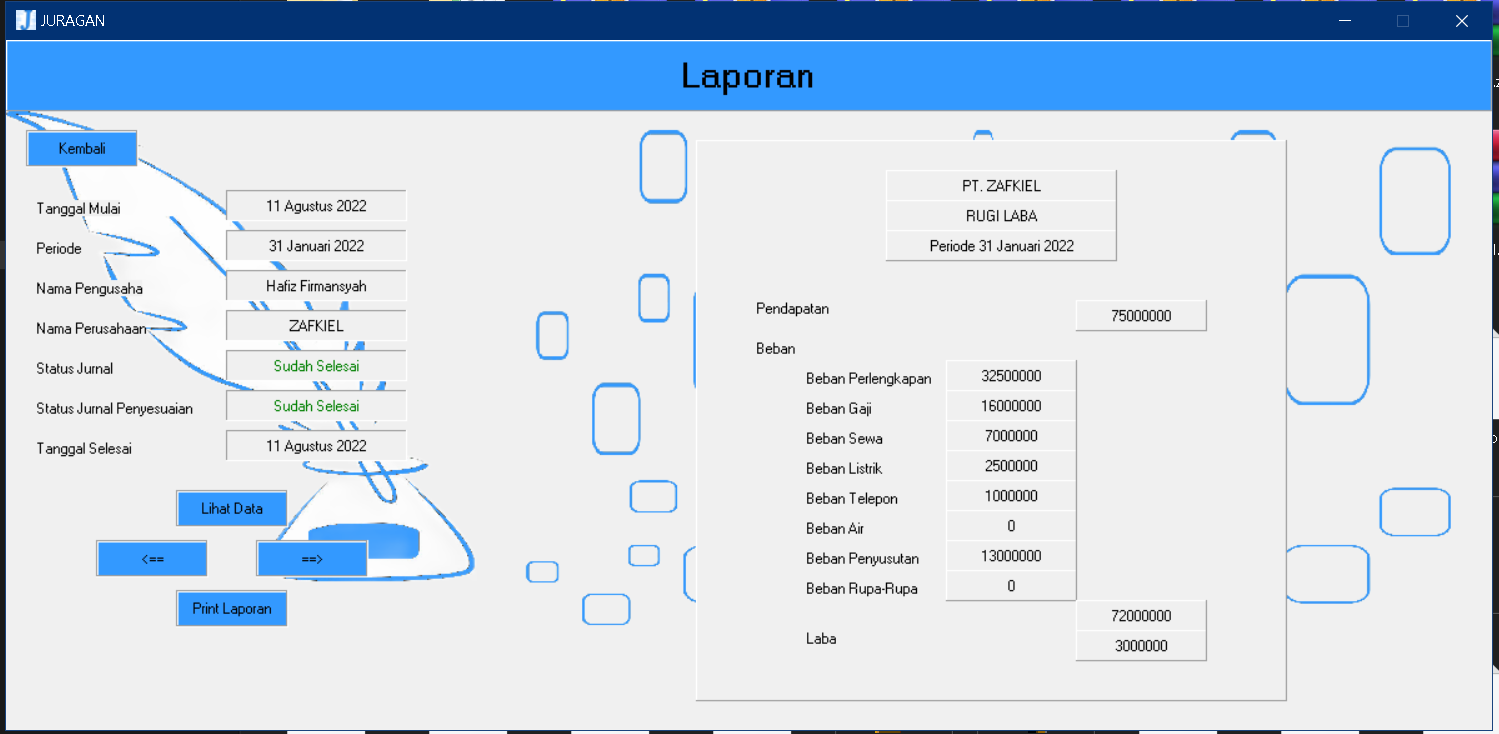 JURAGAN
Laporan
Kembali
Tanggal Mulai 11 Agustus 2022
Periode 31 Januari 2022
Nama Pengusaha Hafiz Firmansyah
Nama Perusahaan ZAFKIEL
Status Jurnal Sudah Selesai
Status Jurnal Penyesuaian Sudah Selesai
Tanggal Selesai 11 Agustus 2022
Lihat Data
<== ==>
Print Laporan
PT. ZAFKIEL
RUGI LABA
Periode 31 Januari 2022
Pendapatan 75000000
Beban
Beban Perlengkapan 32500000
Beban Gaji 16000000
Beban Sewa 7000000
Beban Listrik 2500000
Beban Telepon 1000000
Beban Air 0
Beban Penyusutan 13000000
Beban Rupa-Rupa 0
72000000
Laba 3000000